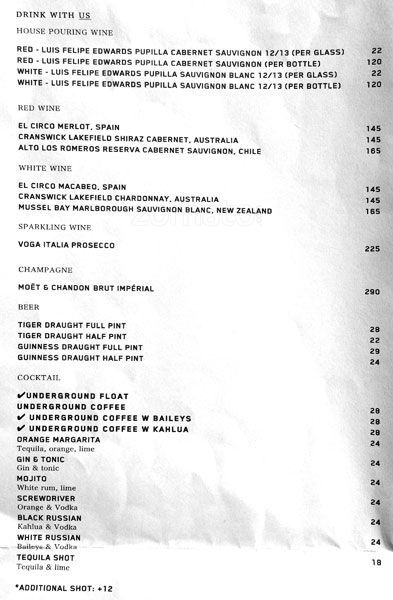 DRINK WITH US
HOUSE POURING WINE
RED - LUIS FELIPE EDWARDS PUPILLA CABERNET SAUVIGNON 12/13 (PER GLASS) 22
RED - LUIS FELIPE EDWARDS PUPILLA CABERNET SAUVIGNON (PER BOTTLE) 120
WHITE - LUIS FELIPE EDWARDS PUPILLA SAUVIGNON BLANC 12/13 (PER GLASS) 22
WHITE - LUIS FELIPE EDWARDS PUPILLA SAUVIGNON BLANC 12/13 (PER BOTTLE) 120
RED WINE
EL CIRCO MERLOT, SPAIN 145
CRANSWICK LAKEFIELD SHIRAZ CABERNET, AUSTRALIA 145
ALTO LOS ROMEROS RESERVA CABERNET SAUVIGNON, CHILE 165
WHITE WINE
EL CIRCO MACABEO, SPAIN 145
CRANSWICK LAKEFIELD CHARDONNAY, AUSTRALIA 145
MUSSEL BAY MARLBOROUGH SAUVIGNON BLANC, NEW ZEALAND 165
SPARKLING WINE
VOGA ITALIA PROSECCO 225
CHAMPAGNE
MOËT & CHANDON BRUT IMPÉRIAL 290
BEER
TIGER DRAUGHT FULL PINT 28
TIGER DRAUGHT HALF PINT 22
GUINNESS DRAUGHT FULL PINT 29
GUINNESS DRAUGHT HALF PINT 24
COCKTAIL
✔UNDERGROUND FLOAT
UNDERGROUND COFFEE 28
✔ UNDERGROUND COFFEE W BAILEYS 28
✔ UNDERGROUND COFFEE W KAHLUA 28
ORANGE MARGARITA 24
Tequila, orange, lime
GIN & TONIC 24
Gin & tonic
MOJITO 24
White rum, lime
SCREWDRIVER 24
Orange & Vodka
BLACK RUSSIAN 24
Kahlua & Vodka
WHITE RUSSIAN 24
Baileys & Vodka
TEQUILA SHOT 18
Tequila & lime
*ADDITIONAL SHOT: +12